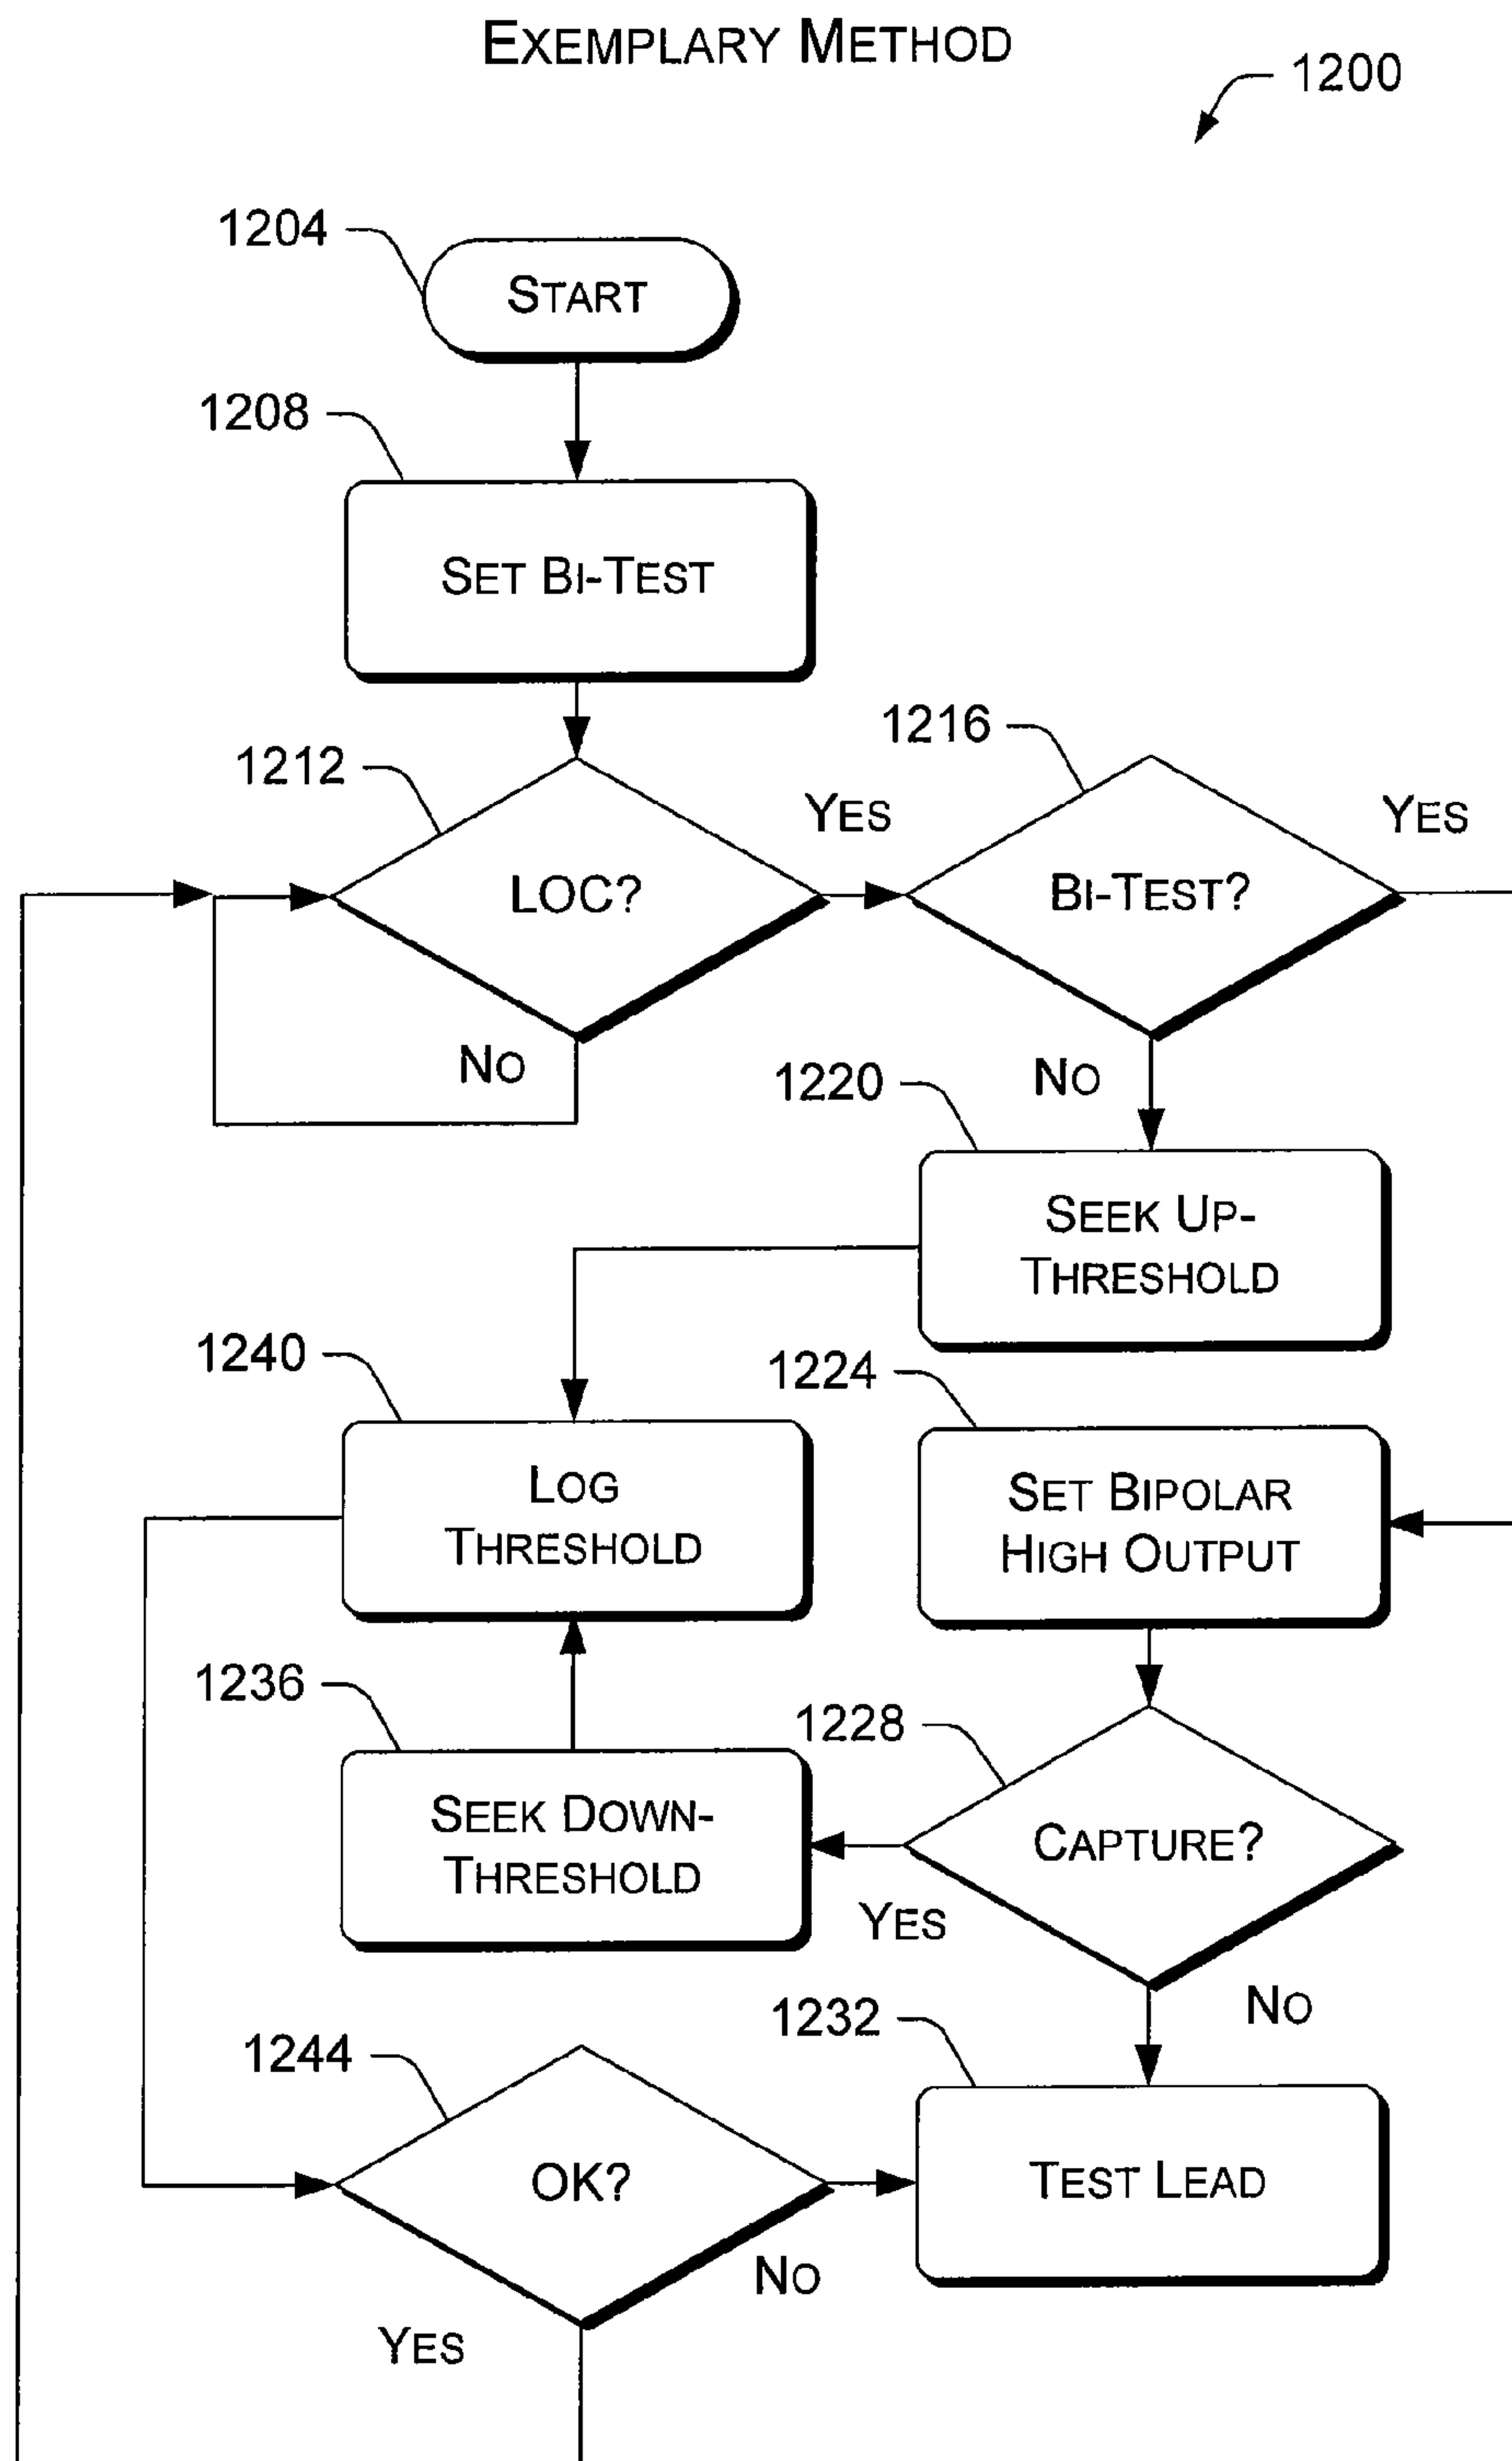 EXEMPLARY METHOD
1200
1204
START
1208
SET BI-TEST
1212
LOC?
YES
1216
BI-TEST?
YES
NO
NO
1220
SEEK UP-
THRESHOLD
1240
LOG
THRESHOLD
1224
SET BIPOLAR
HIGH OUTPUT
1236
SEEK DOWN-
THRESHOLD
1228
CAPTURE?
YES
NO
1244
OK?
NO
YES
1232
TEST LEAD